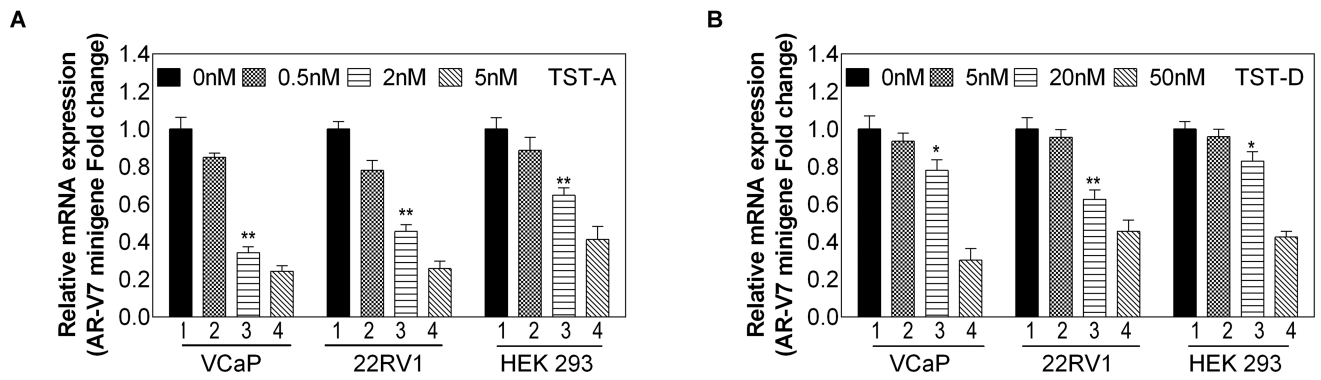 A
Relative mRNA expression
(AR-V7 minigene Fold change)
1.4
1.2
1.0
0.8
0.6
0.4
0.2
0.0
0nM 0.5nM 2nM 5nM TST-A
** ** **
1 2 3 4 1 2 3 4 1 2 3 4
VCaP 22RV1 HEK 293
B
Relative mRNA expression
(AR-V7 minigene Fold change)
1.4
1.2
1.0
0.8
0.6
0.4
0.2
0.0
0nM 5nM 20nM 50nM TST-D
* ** *
1 2 3 4 1 2 3 4 1 2 3 4
VCaP 22RV1 HEK 293